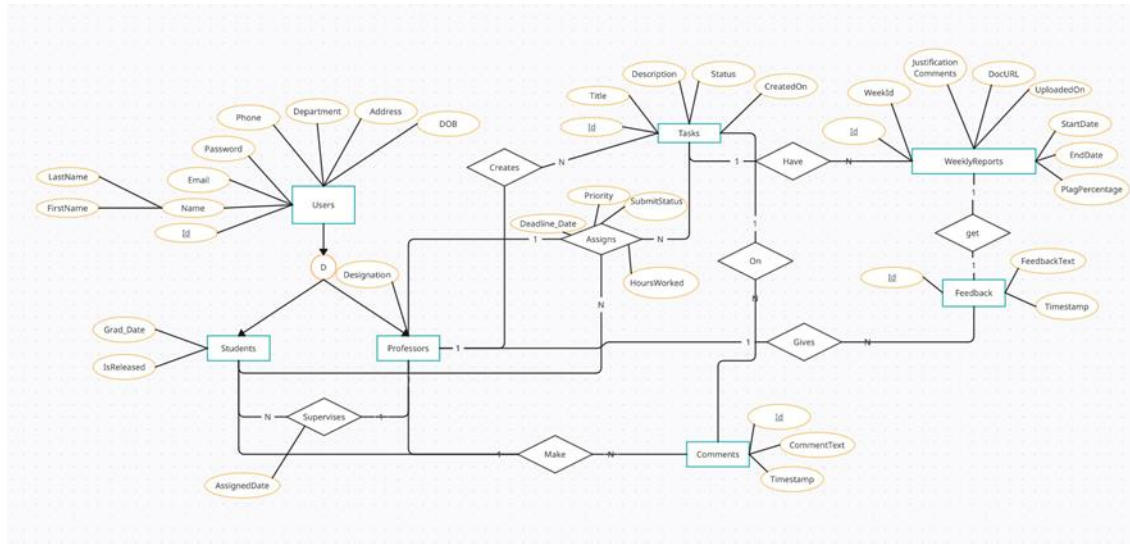 Description
Status
Justification
Comments
DocURL
Title
CreatedOn
WeekId
UploadedOn
Department
Address
Phone
DOB
Id
Tasks
Id
StartDate
Password
Creates
N
1
Have
N
WeeklyReports
EndDate
LastName
Email
Priority
SubmitStatus
PlagPercentage
FirstName
Name
Users
Deadline_Date
1
1
Id
1
Assigns
N
get
D
Designation
On
HoursWorked
1
FeedbackText
Id
Feedback
N
N
Timestamp
Grad_Date
Students
Professors
1
1
Gives
N
IsReleased
N
Supervises
1
Id
1
Make
N
Comments
CommentText
Timestamp
AssignedDate